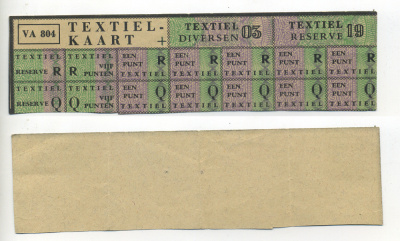 VA 804 TEXTIEL- TEXTIEL 05 TEXTIEL 19
KAART + DIVERSEN RESERVE
TEXTIEL TEXTIEL EEN R EEN R EEN R EEN R EEN R
RESERVE R R VIJF PUNTEN PUNT PUNT PUNT PUNT PUNT
TEXTIEL TEXTIEL TEXTIEL TEXTIEL TEXTIEL TEXTIEL TEXTIEL
TEXTIEL TEXTIEL EEN Q EEN Q EEN Q EEN Q EEN Q
RESERVE Q Q VIJF PUNTEN PUNT PUNT PUNT PUNT PUNT
TEXTIEL TEXTIEL TEXTIEL TEXTIEL TEXTIEL